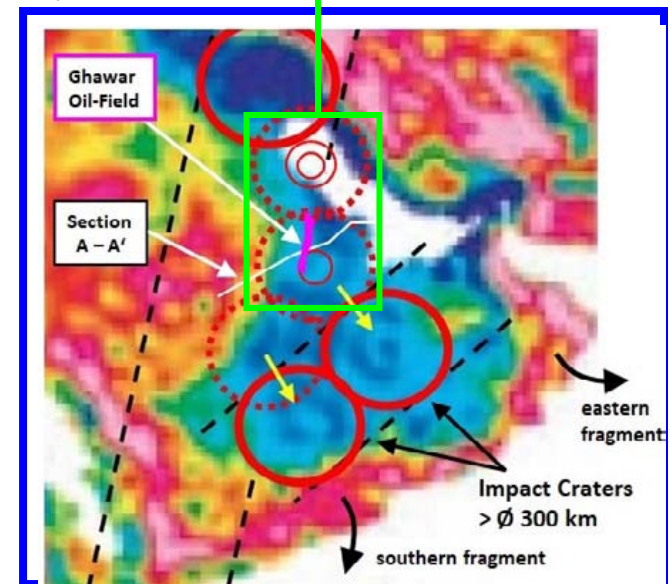 Ghawar
Oil-Field
Section
A – A′
eastern
fragment:
Impact Craters
> Ø 300 km
southern fragment